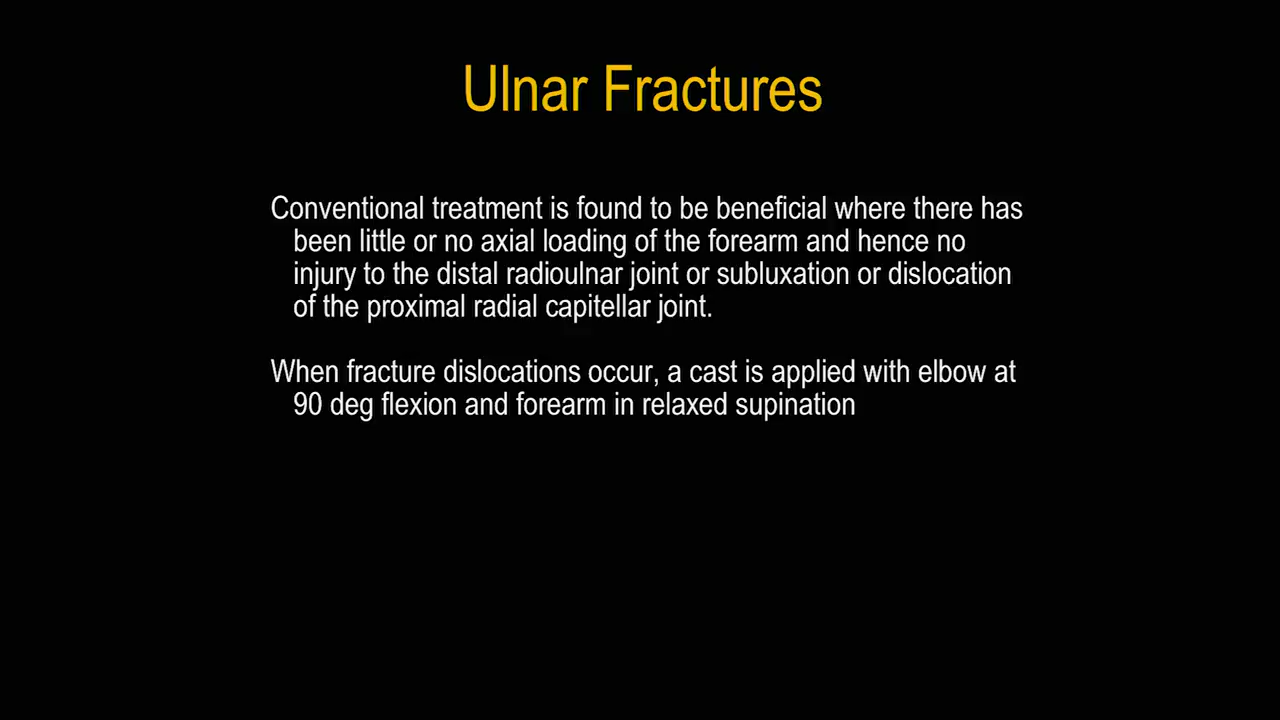 Ulnar Fractures
Conventional treatment is found to be beneficial where there has
been little or no axial loading of the forearm and hence no
injury to the distal radioulnar joint or subluxation or dislocation
of the proximal radial capitellar joint.
When fracture dislocations occur, a cast is applied with elbow at
90 deg flexion and forearm in relaxed supination